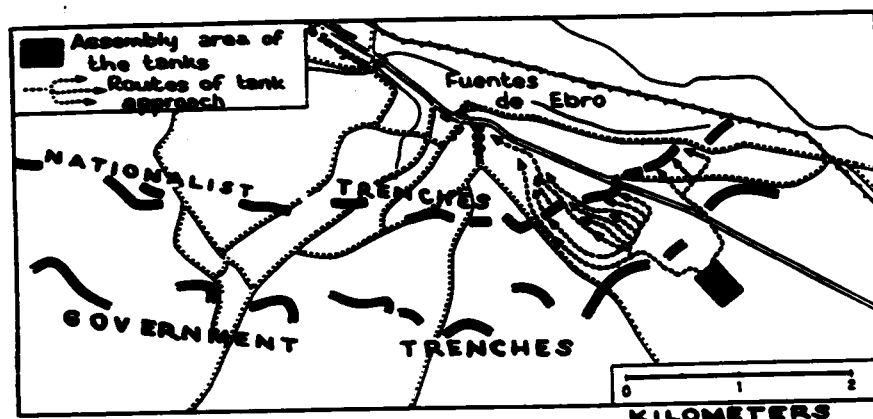 Assembly area of
the tanks
Routes of tank
approach
Fuentes
de Ebro
NATIONALIST TRENCHES
GOVERNMENT TRENCHES
0 1 2
KILOMETERS